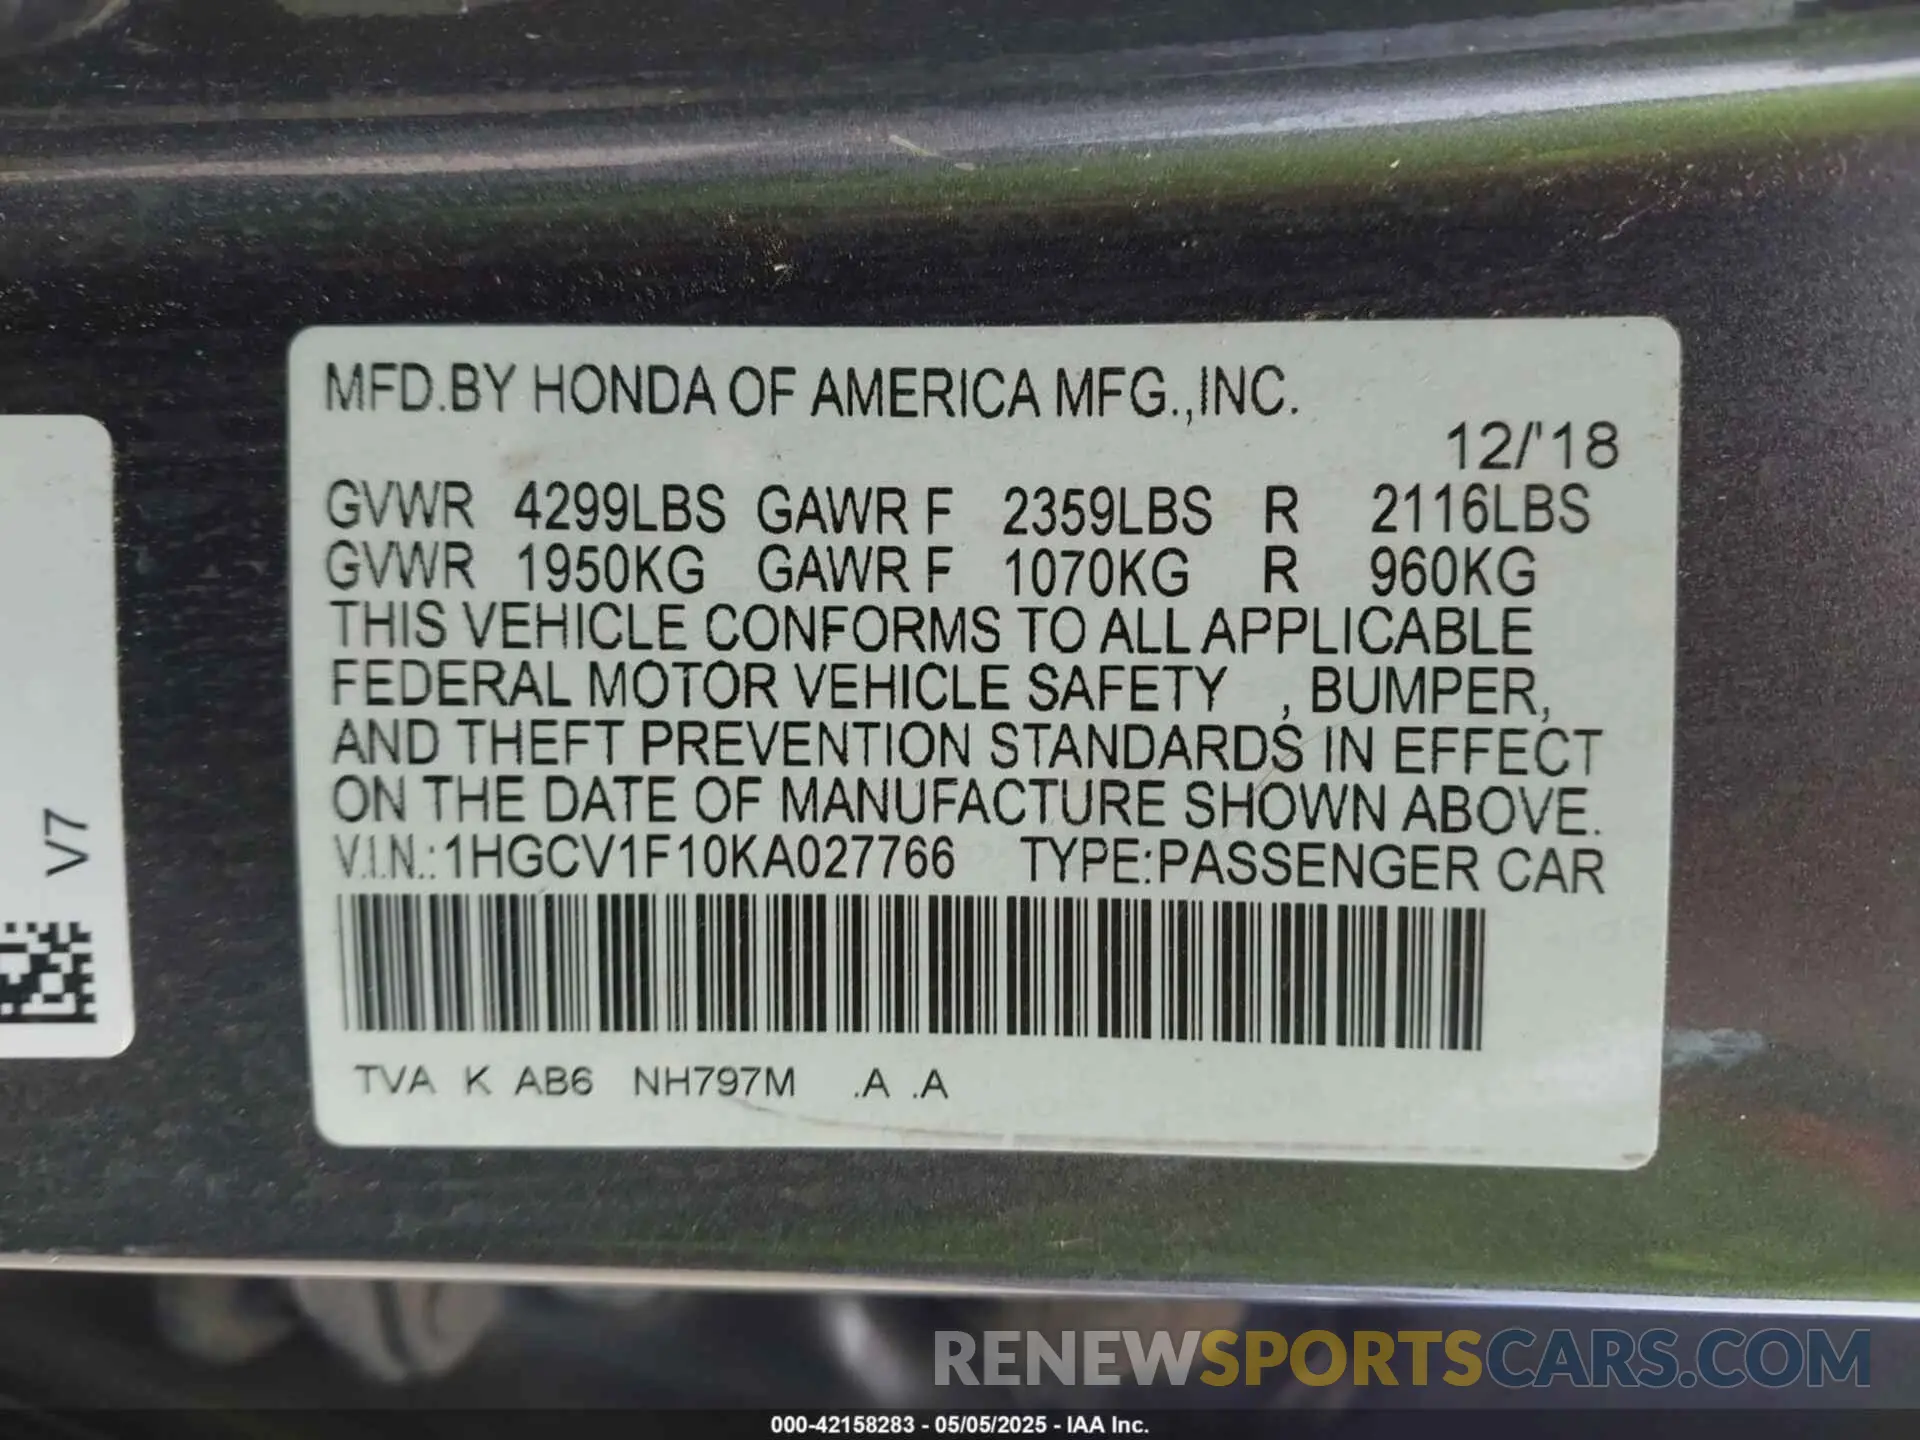 MFD.BY HONDA OF AMERICA MFG.,INC.
12/'18
GVWR 4299LBS GAWR F 2359LBS R 2116LBS
GVWR 1950KG GAWR F 1070KG R 960KG
THIS VEHICLE CONFORMS TO ALL APPLICABLE
FEDERAL MOTOR VEHICLE SAFETY , BUMPER,
AND THEFT PREVENTION STANDARDS IN EFFECT
ON THE DATE OF MANUFACTURE SHOWN ABOVE.
V.I.N.:1HGCV1F10KA027766 TYPE:PASSENGER CAR
TVA K AB6 NH797M .A .A
V7
RENEWSPORTSCARS.COM
000-42158283 - 05/05/2025 - IAA Inc.